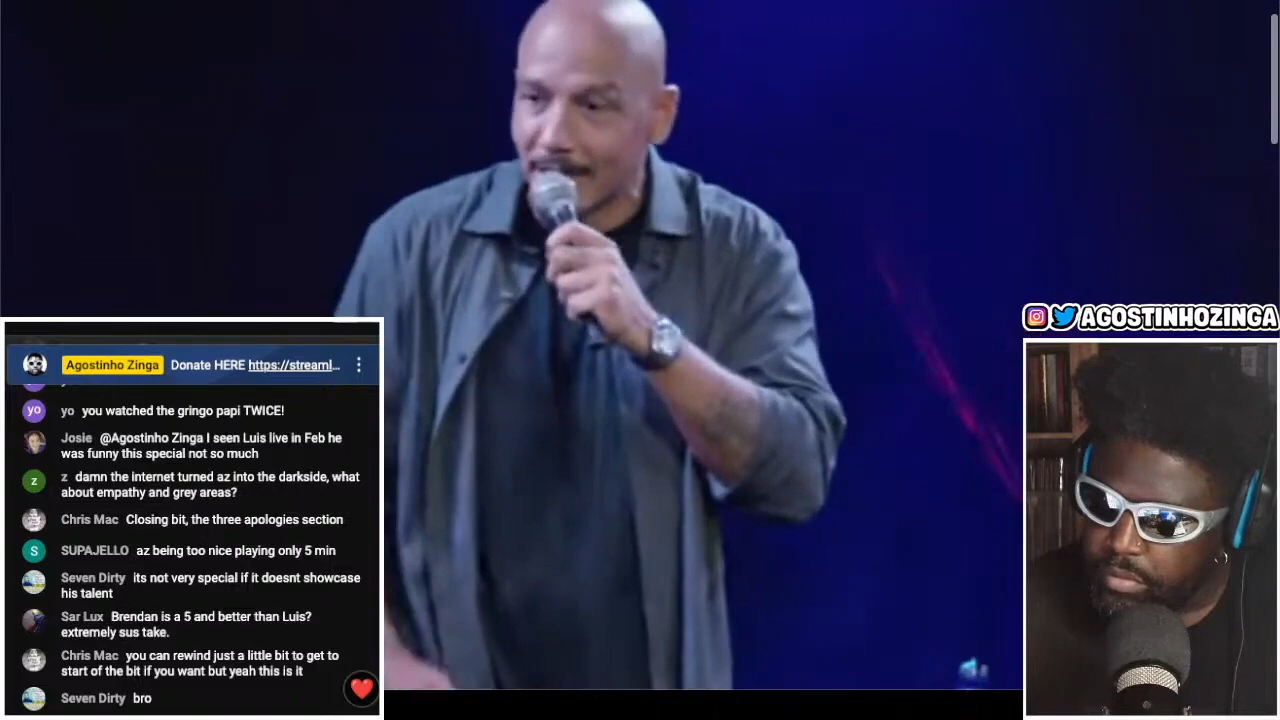 AGOSTINHOZINGA
Agostinho Zinga Donate HERE https://streaml...
yo you watched the gringo papi TWICE!
Josie @Agostinho Zinga I seen Luis live in Feb he
was funny this special not so much
z damn the internet turned az into the darkside, what
about empathy and grey areas?
Chris Mac Closing bit, the three apologies section
S SUPAJELLO az being too nice playing only 5 min
Seven Dirty its not very special if it doesnt showcase
his talent
Sar Lux Brendan is a 5 and better than Luis?
extremely sus take.
Chris Mac you can rewind just a little bit to get to
start of the bit if you want but yeah this is it
Seven Dirty bro